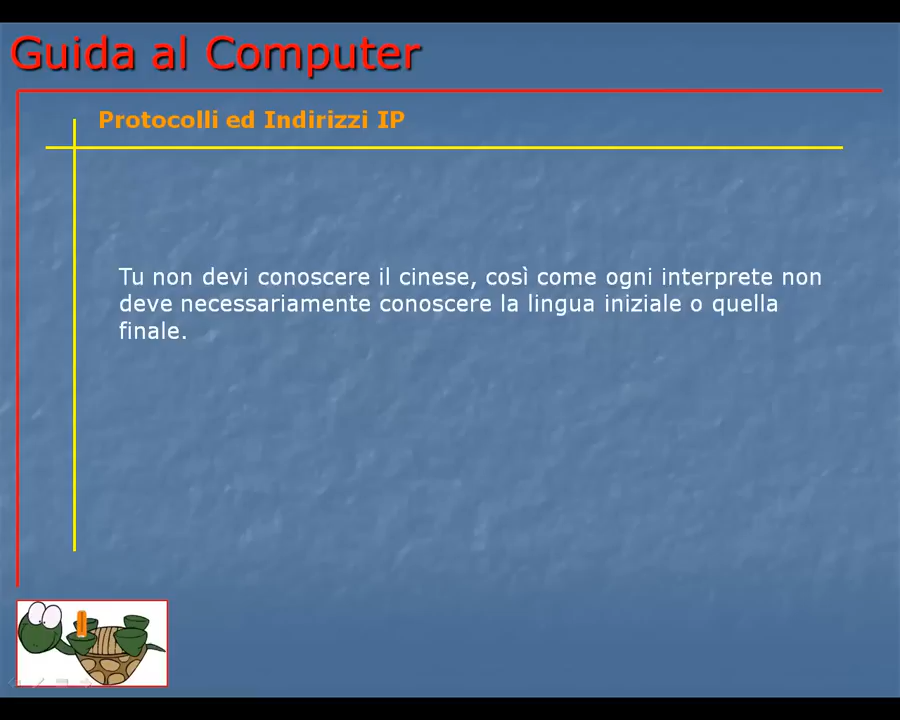 Guida al Computer
Protocolli ed Indirizzi IP
Tu non devi conoscere il cinese, così come ogni interprete non
deve necessariamente conoscere la lingua iniziale o quella
finale.